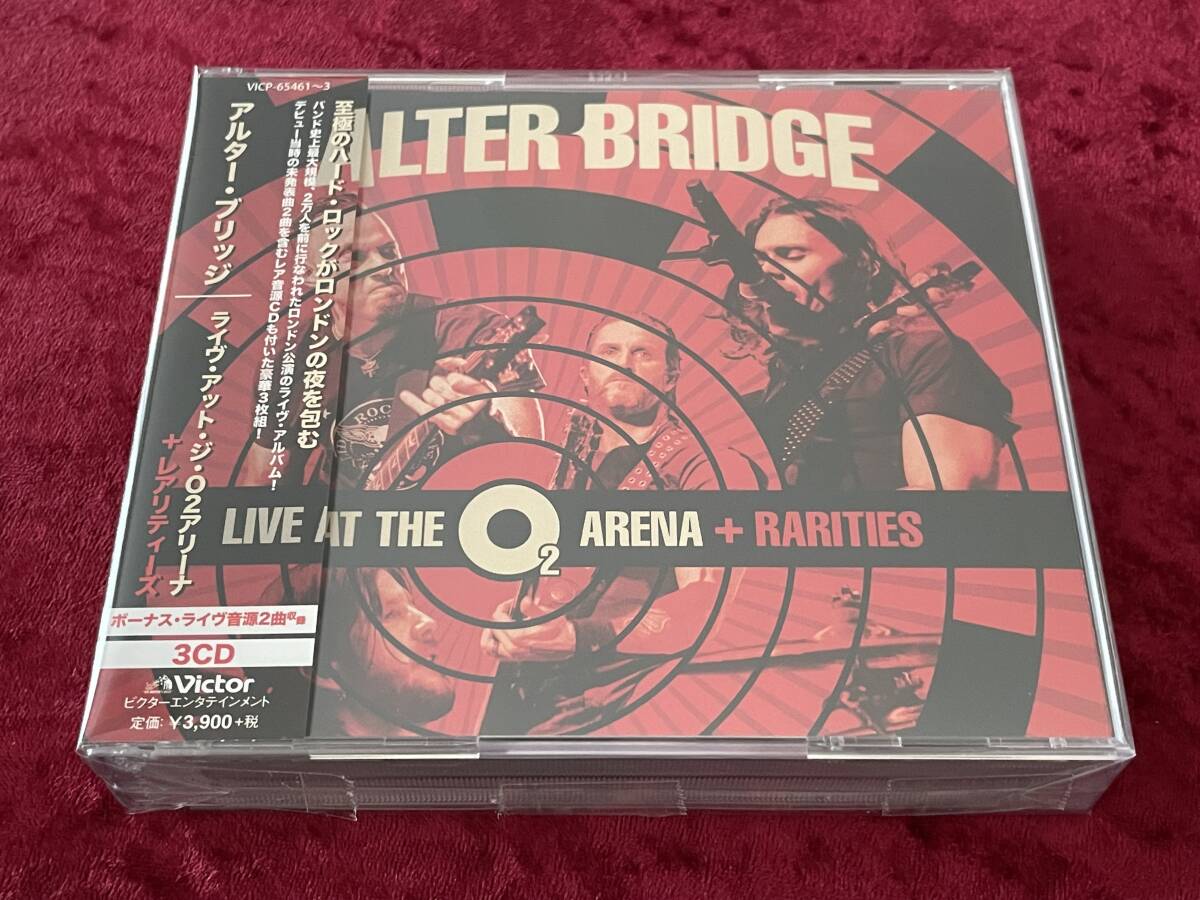 VICP-65461~3
至極のハード・ロックがロンドンの夜を包む
バンド史上最大規模、2万人を前に行なわれたロンドン公演のライヴ・アルバム!
デビュー当時の未発表曲2曲を含むレア音源CDも付いた豪華3枚組!
アルター・ブリッジ
ライヴ・アット・ジ・O2アリーナ
+レアリティーズ
ボーナス・ライヴ音源2曲収録
3CD
Victor
ビクターエンタテインメント
定価:¥3,900+税
ALTER BRIDGE
LIVE AT THE O2 ARENA + RARITIES